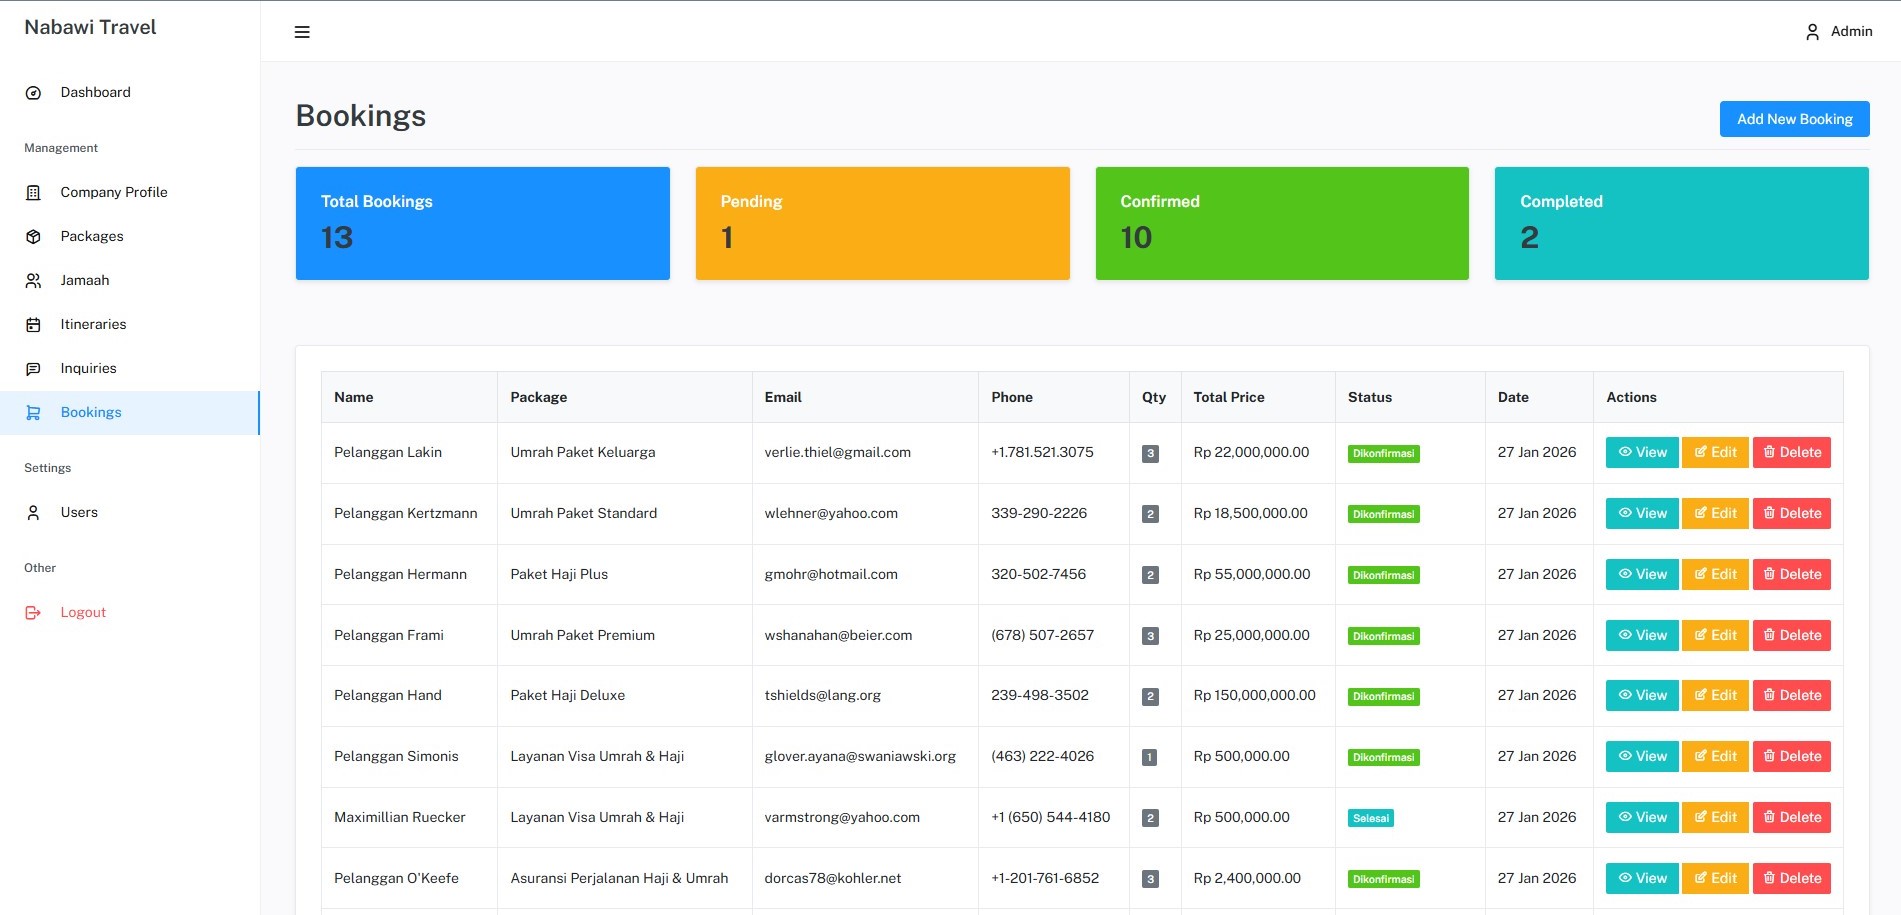 Nabawi Travel
Admin
Dashboard
Management
Company Profile
Packages
Jamaah
Itineraries
Inquiries
Bookings
Settings
Users
Other
Logout
Bookings
Add New Booking
Total Bookings
13
Pending
1
Confirmed
10
Completed
2
Name Package Email Phone Qty Total Price Status Date Actions
Pelanggan Lakin Umrah Paket Keluarga verlie.thiel@gmail.com +1.781.521.3075 3 Rp 22,000,000.00 Dikonfirmasi 27 Jan 2026 View Edit Delete
Pelanggan Kertzmann Umrah Paket Standard wlehner@yahoo.com 339-290-2226 2 Rp 18,500,000.00 Dikonfirmasi 27 Jan 2026 View Edit Delete
Pelanggan Hermann Paket Haji Plus gmohr@hotmail.com 320-502-7456 2 Rp 55,000,000.00 Dikonfirmasi 27 Jan 2026 View Edit Delete
Pelanggan Frami Umrah Paket Premium wshanahan@beier.com (678) 507-2657 3 Rp 25,000,000.00 Dikonfirmasi 27 Jan 2026 View Edit Delete
Pelanggan Hand Paket Haji Deluxe tshields@lang.org 239-498-3502 2 Rp 150,000,000.00 Dikonfirmasi 27 Jan 2026 View Edit Delete
Pelanggan Simonis Layanan Visa Umrah & Haji glover.ayana@swaniawski.org (463) 222-4026 1 Rp 500,000.00 Dikonfirmasi 27 Jan 2026 View Edit Delete
Maximillian Ruecker Layanan Visa Umrah & Haji varmstrong@yahoo.com +1 (650) 544-4180 2 Rp 500,000.00 Selesai 27 Jan 2026 View Edit Delete
Pelanggan O'Keefe Asuransi Perjalanan Haji & Umrah dorcas78@kohler.net +1-201-761-6852 3 Rp 2,400,000.00 Dikonfirmasi 27 Jan 2026 View Edit Delete